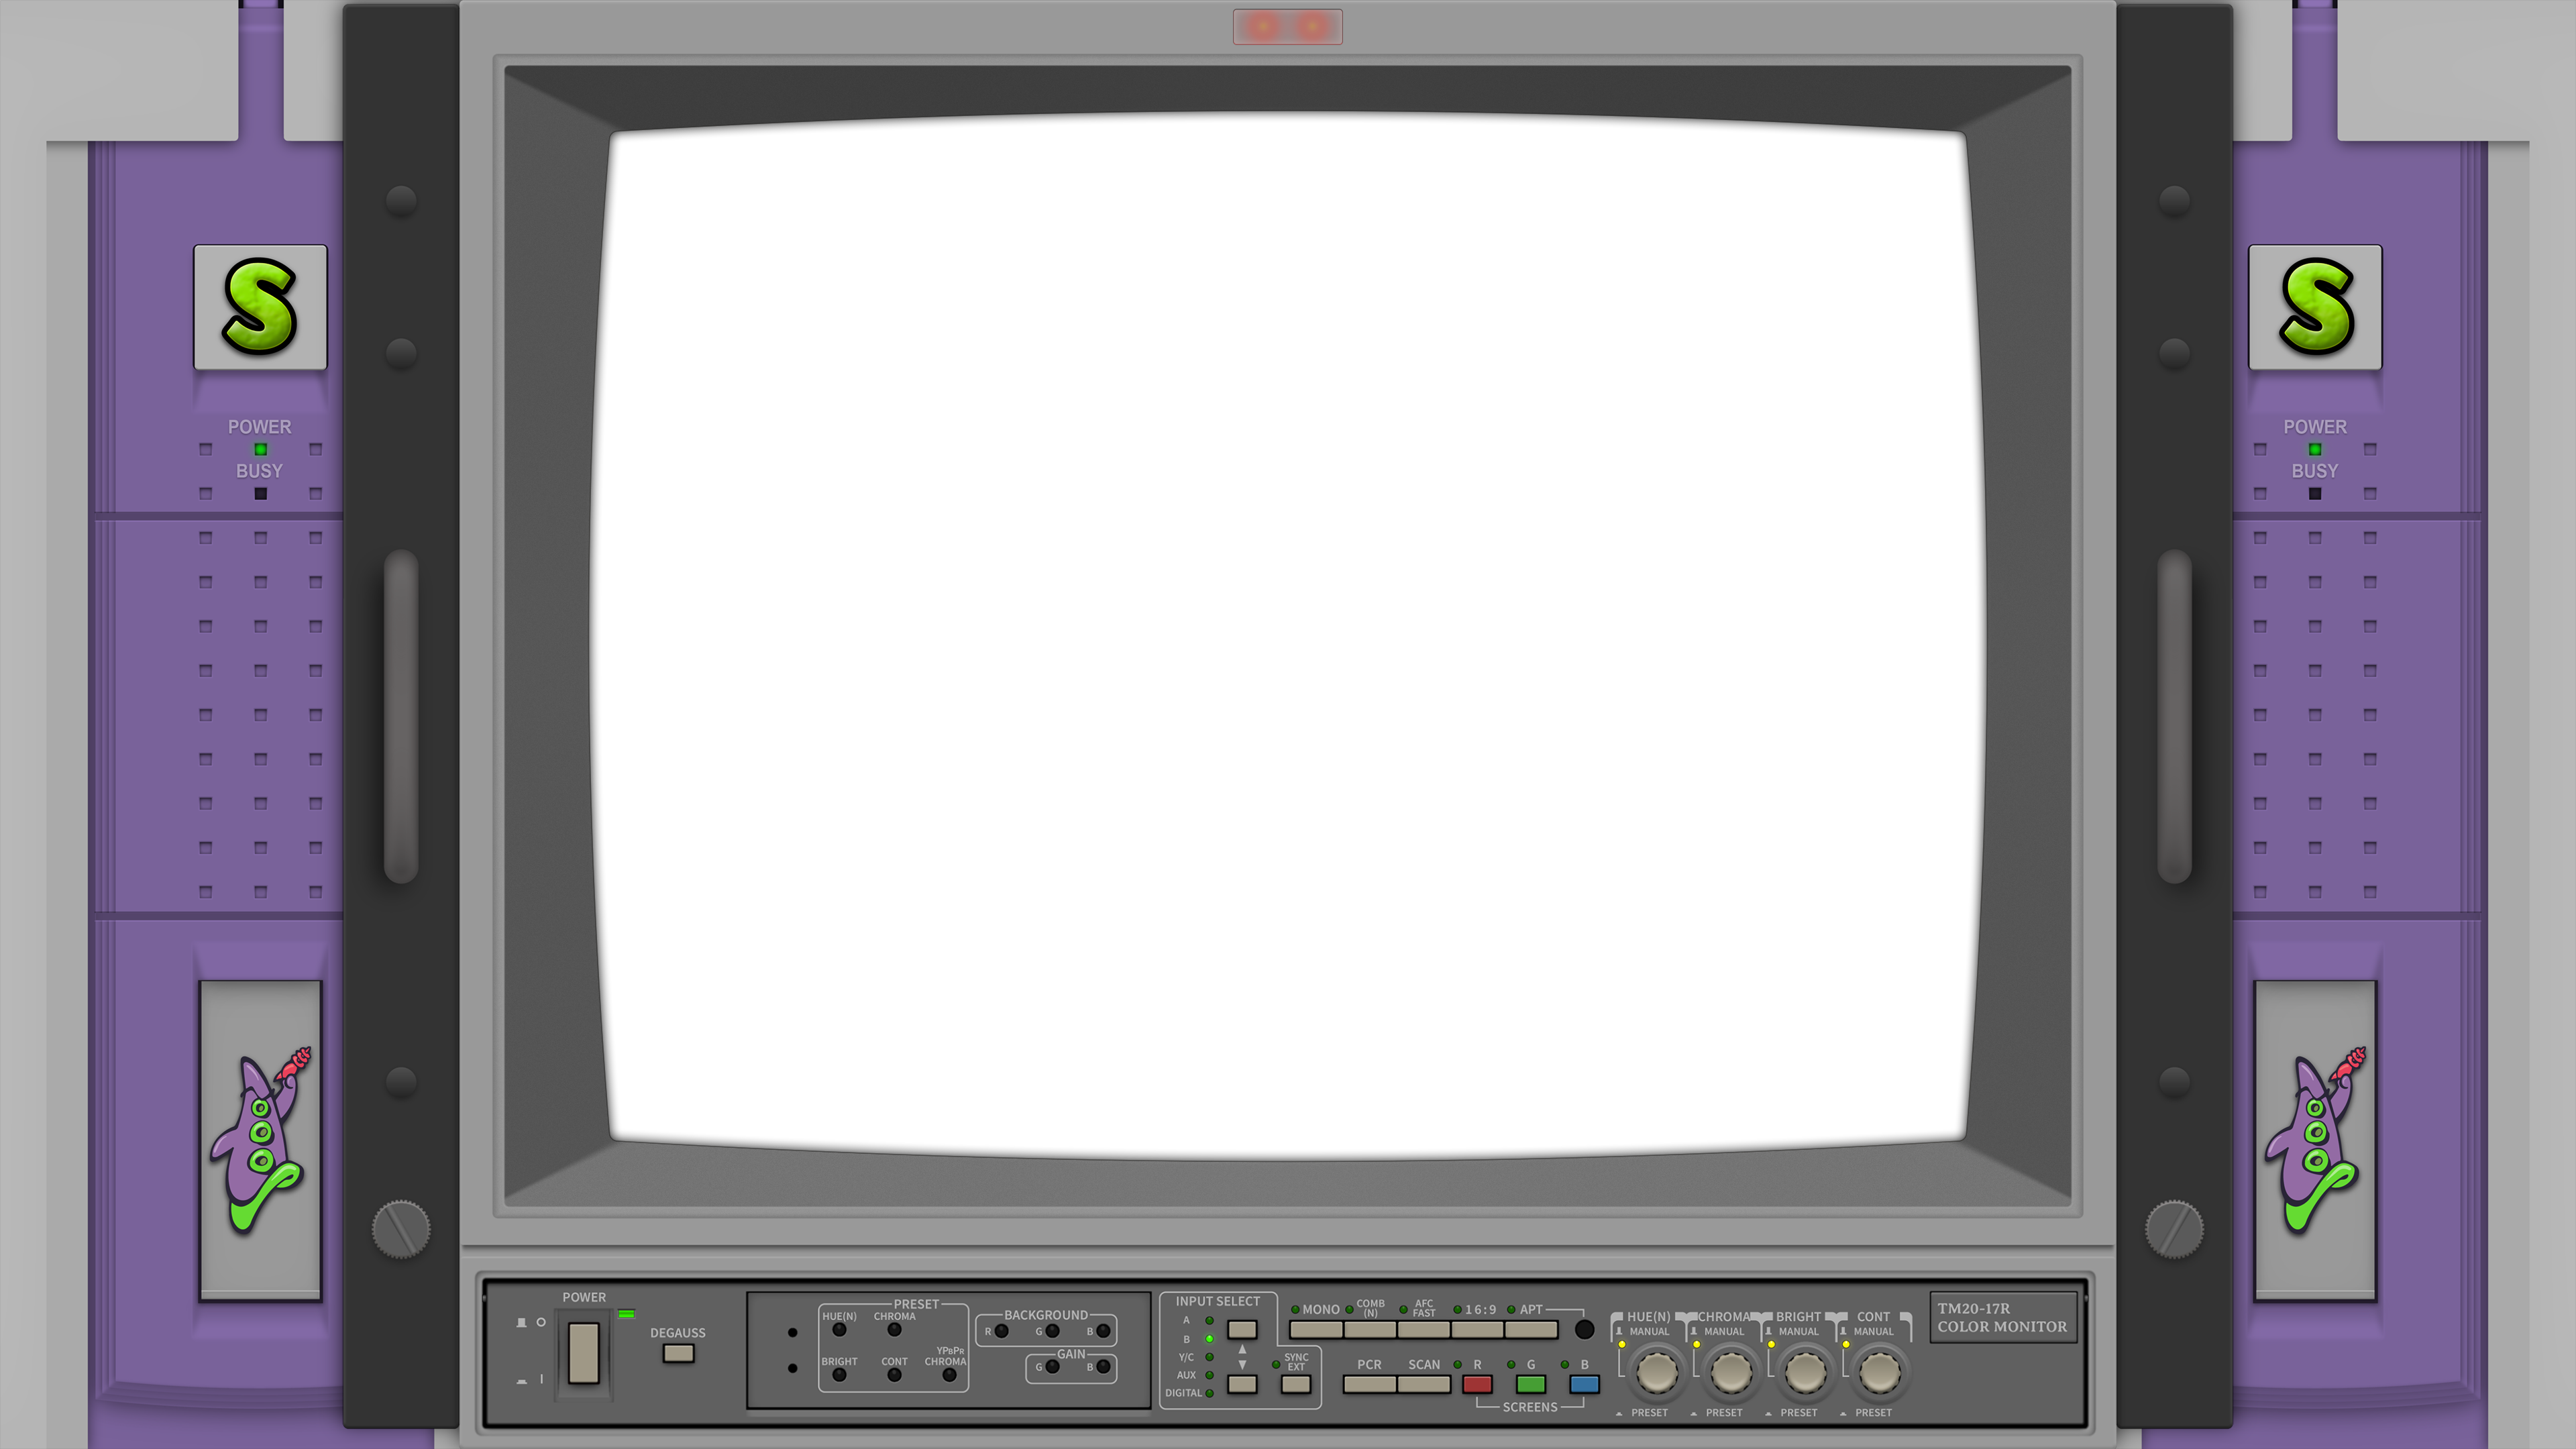 S
POWER
BUSY
S
POWER
BUSY
POWER
DEGAUSS
PRESET
HUE(N) CHROMA
BRIGHT CONT YPBPR CHROMA
BACKGROUND
R G B
GAIN
G B
INPUT SELECT
A
B
Y/C
AUX
DIGITAL
SYNC EXT
MONO COMB (N) AFC FAST 16:9 APT
PCR SCAN R G B
SCREENS
HUE(N) CHROMA BRIGHT CONT
MANUAL MANUAL MANUAL MANUAL
PRESET PRESET PRESET PRESET
TM20-17R
COLOR MONITOR